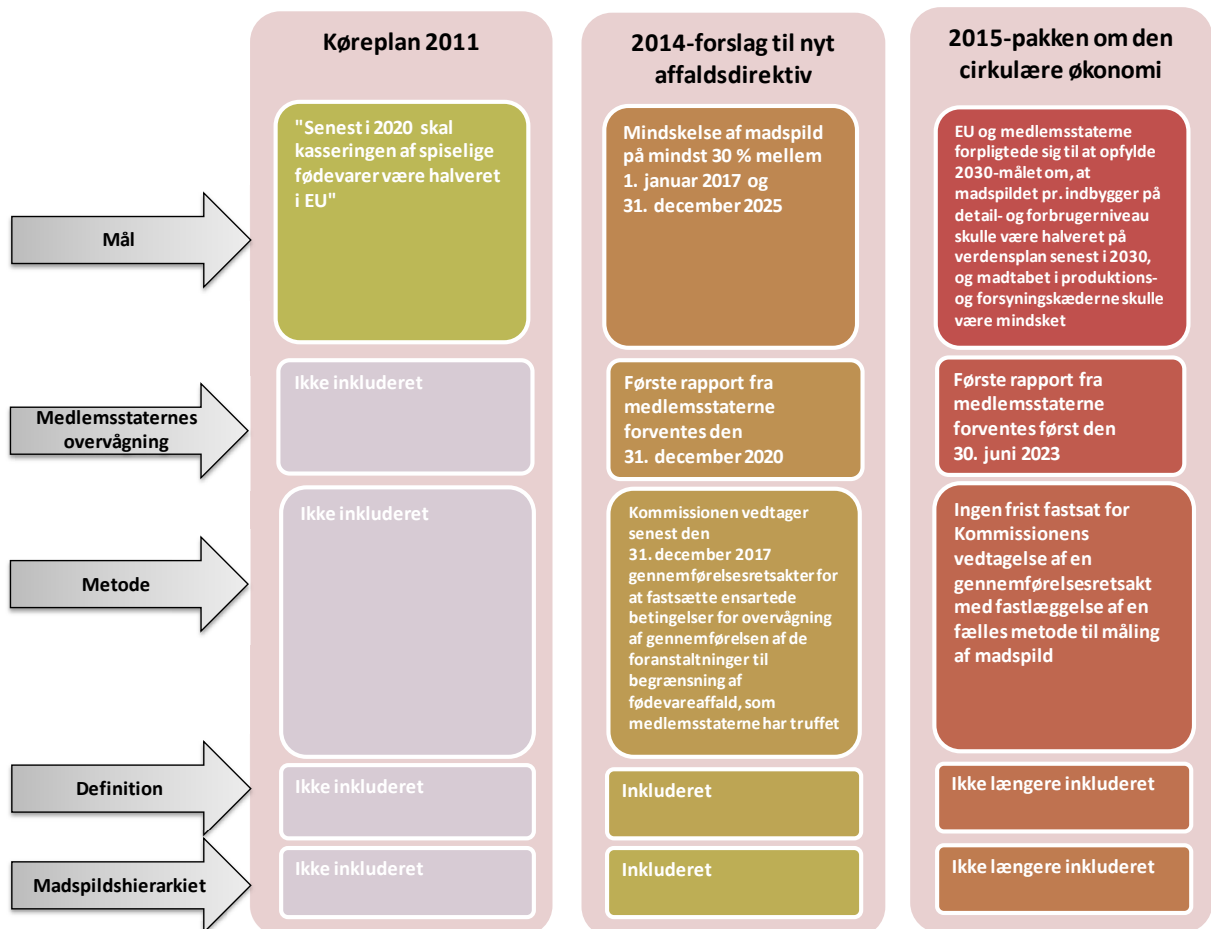 Køreplan 2011
2014-forslag til nyt
affaldsdirektiv
2015-pakken om den
cirkulære økonomi
Mål
"Senest i 2020 skal
kasseringen af spiselige
fødevarer være halveret
i EU"
Mindskelse af madspild
på mindst 30 % mellem
1. januar 2017 og
31. december 2025
EU og medlemsstaterne
forpligtede sig til at opfylde
2030-målet om, at
madspildet pr. indbygger på
detail- og forbrugerniveau
skulle være halveret på
verdensplan senest i 2030,
og madtabet i produktions-
og forsyningskæderne skulle
være mindsket
Medlemsstaternes
overvågning
Ikke inkluderet
Første rapport fra
medlemsstaterne
forventes den
31. december 2020
Første rapport fra
medlemsstaterne
forventes først den
30. juni 2023
Metode
Ikke inkluderet
Kommissionen vedtager
senest den
31. december 2017
gennemførelsesretsakter for
at fastsætte ensartede
betingelser for overvågning
af gennemførelsen af de
foranstaltninger til
begrænsning af
fødevareaffald, som
medlemsstaterne har truffet
Ingen frist fastsat for
Kommissionens
vedtagelse af en
gennemførelsesretsakt
med fastlæggelse af en
fælles metode til måling
af madspild
Definition
Ikke inkluderet
Inkluderet
Ikke længere inkluderet
Madspildshierarkiet
Ikke inkluderet
Inkluderet
Ikke længere inkluderet